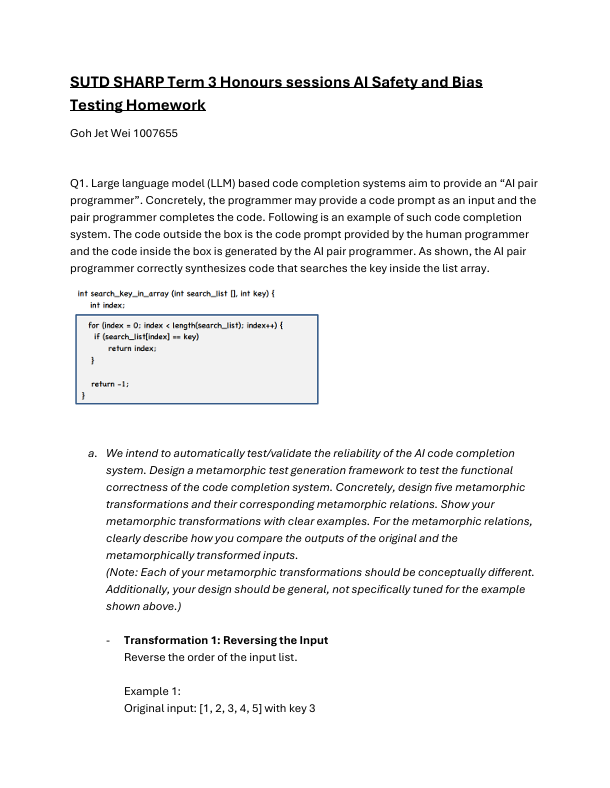 SUTD SHARP Term 3 Honours sessions AI Safety and Bias
Testing Homework
Goh Jet Wei 1007655
Q1. Large language model (LLM) based code completion systems aim to provide an “AI pair
programmer”. Concretely, the programmer may provide a code prompt as an input and the
pair programmer completes the code. Following is an example of such code completion
system. The code outside the box is the code prompt provided by the human programmer
and the code inside the box is generated by the AI pair programmer. As shown, the AI pair
programmer correctly synthesizes code that searches the key inside the list array.
int search_key_in_array (int search_list [], int key) {
int index;
for (index = 0; index < length(search_list); index++) {
if (search_list[index] == key)
return index;
}
return -1;
}
a. We intend to automatically test/validate the reliability of the AI code completion
system. Design a metamorphic test generation framework to test the functional
correctness of the code completion system. Concretely, design five metamorphic
transformations and their corresponding metamorphic relations. Show your
metamorphic transformations with clear examples. For the metamorphic relations,
clearly describe how you compare the outputs of the original and the
metamorphically transformed inputs.
(Note: Each of your metamorphic transformations should be conceptually different.
Additionally, your design should be general, not specifically tuned for the example
shown above.)
- Transformation 1: Reversing the Input
Reverse the order of the input list.
Example 1:
Original input: [1, 2, 3, 4, 5] with key 3